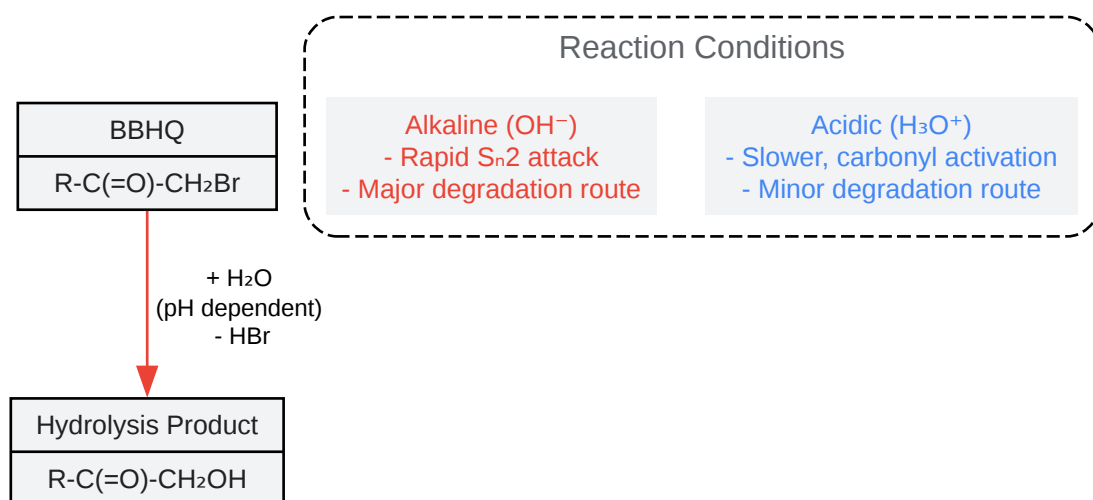 Reaction Conditions
BBHQ
R-C(=O)-CH₂Br
Alkaline (OH⁻)
- Rapid Sₙ2 attack
- Major degradation route
Acidic (H₃O⁺)
- Slower, carbonyl activation
- Minor degradation route
+ H₂O
(pH dependent)
- HBr
Hydrolysis Product
R-C(=O)-CH₂OH